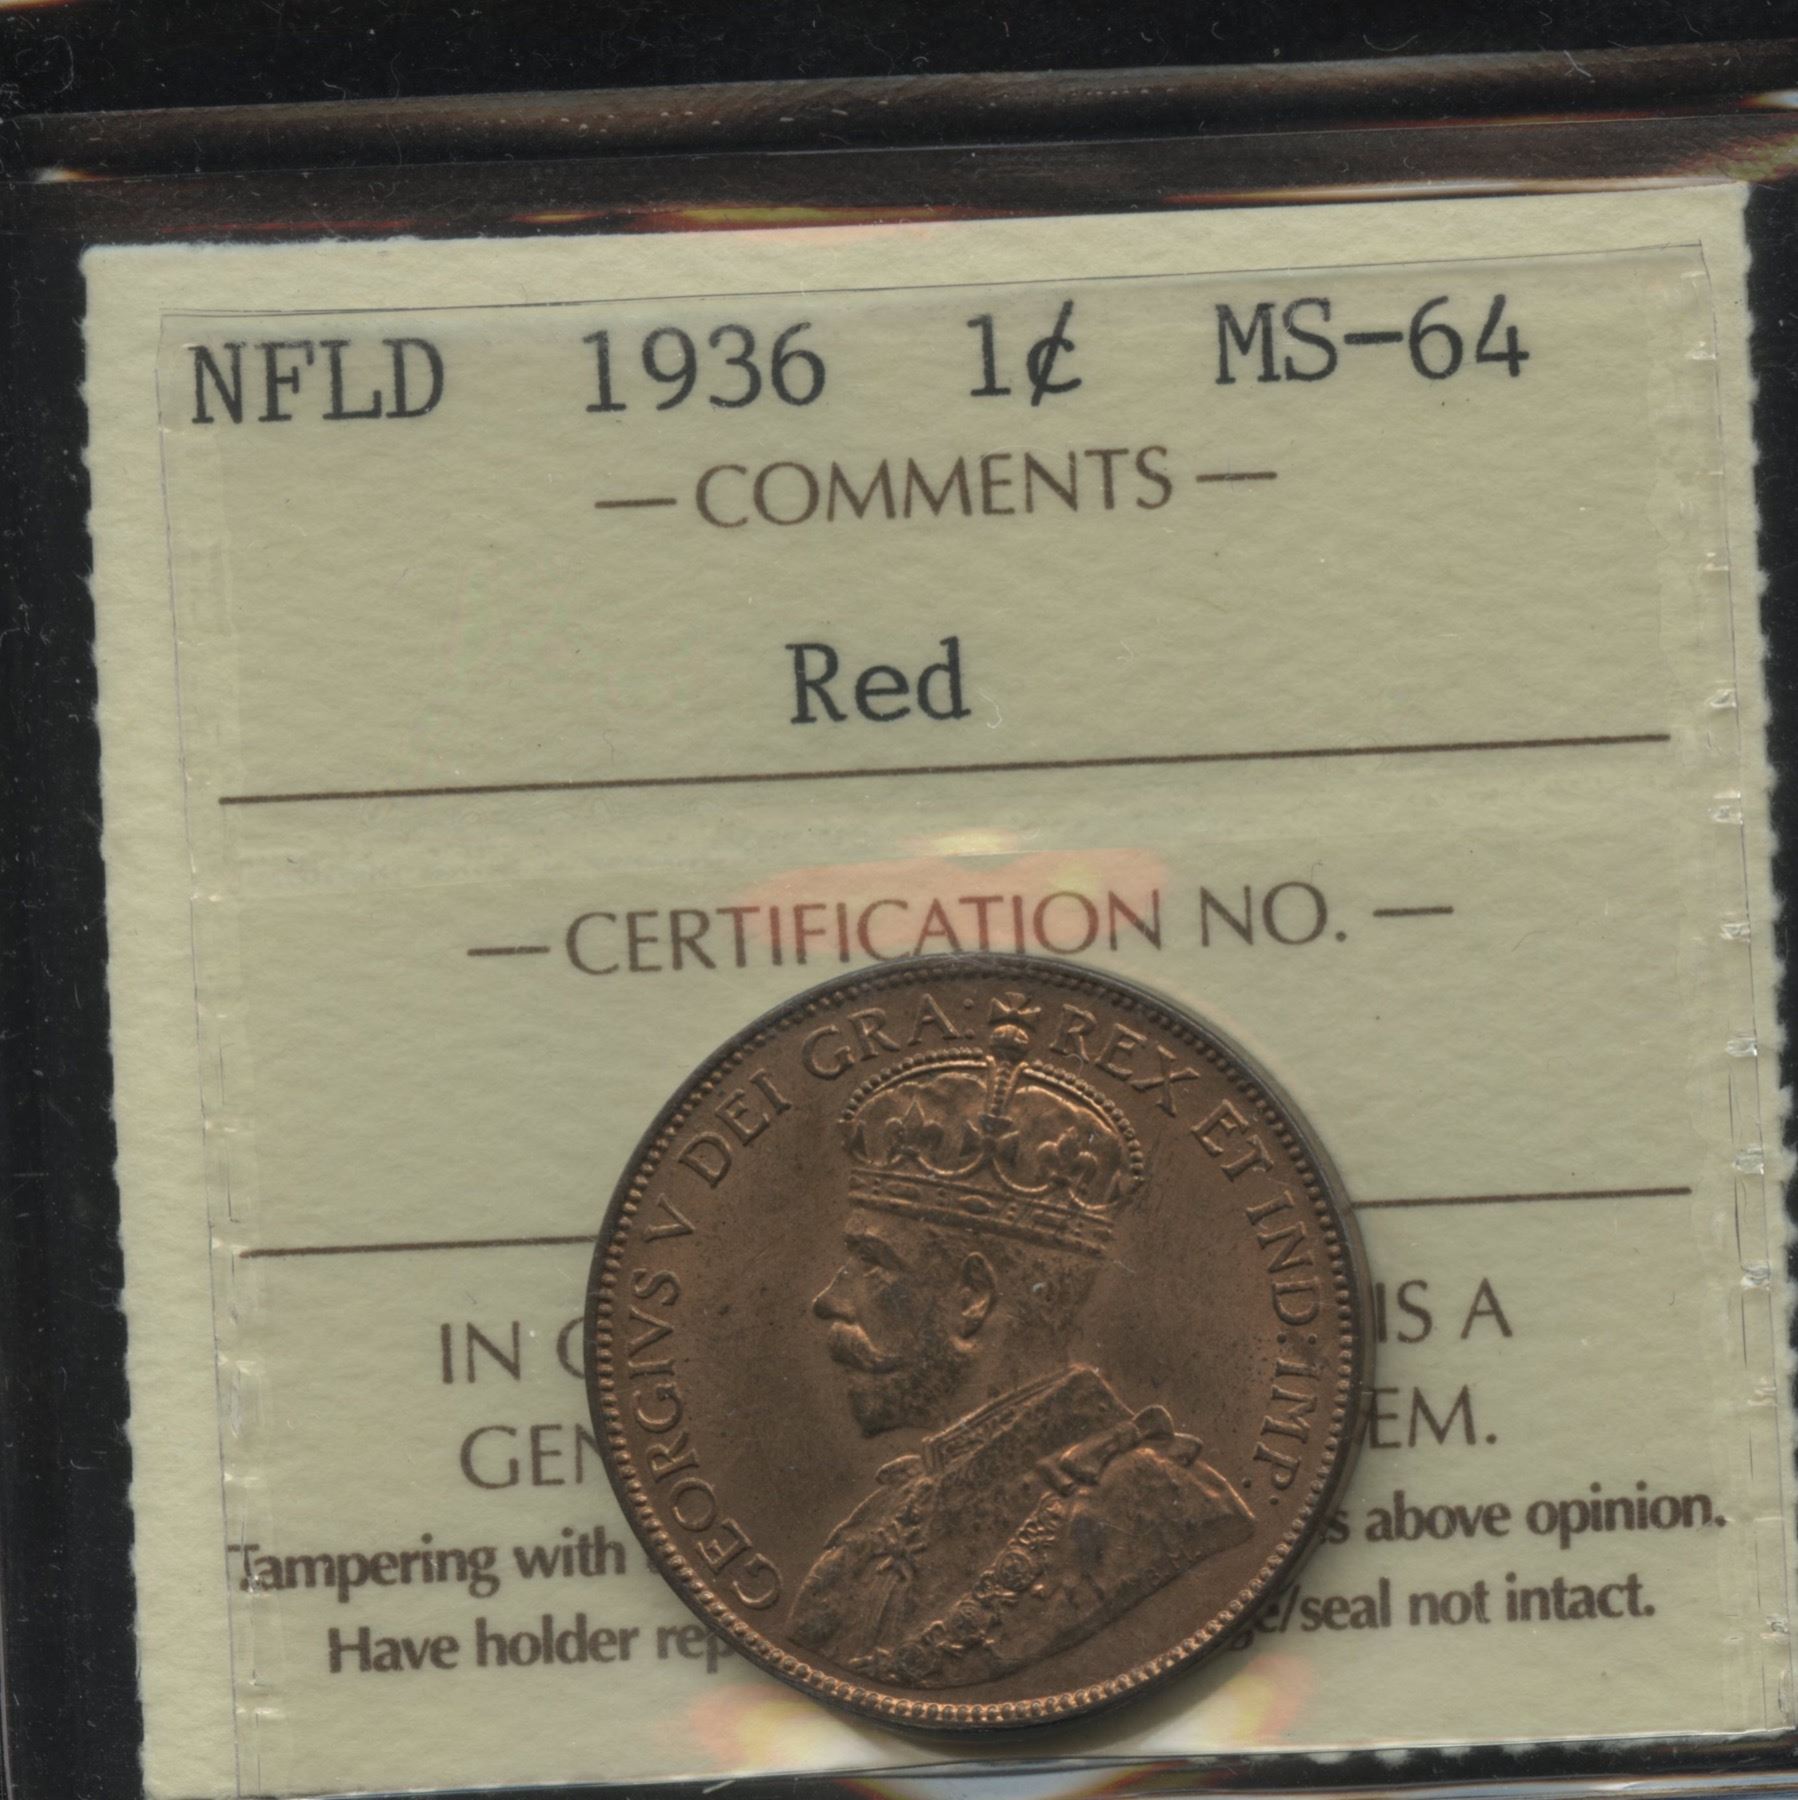 NFLD 1936 1¢ MS-64
— COMMENTS —
Red
— CERTIFICATION NO. —
GEORGIVS V DEI GRA: REX ET IND: IMP:
IN IS A
GEN EM.
Tampering with s above opinion.
Have holder rep e/seal not intact.